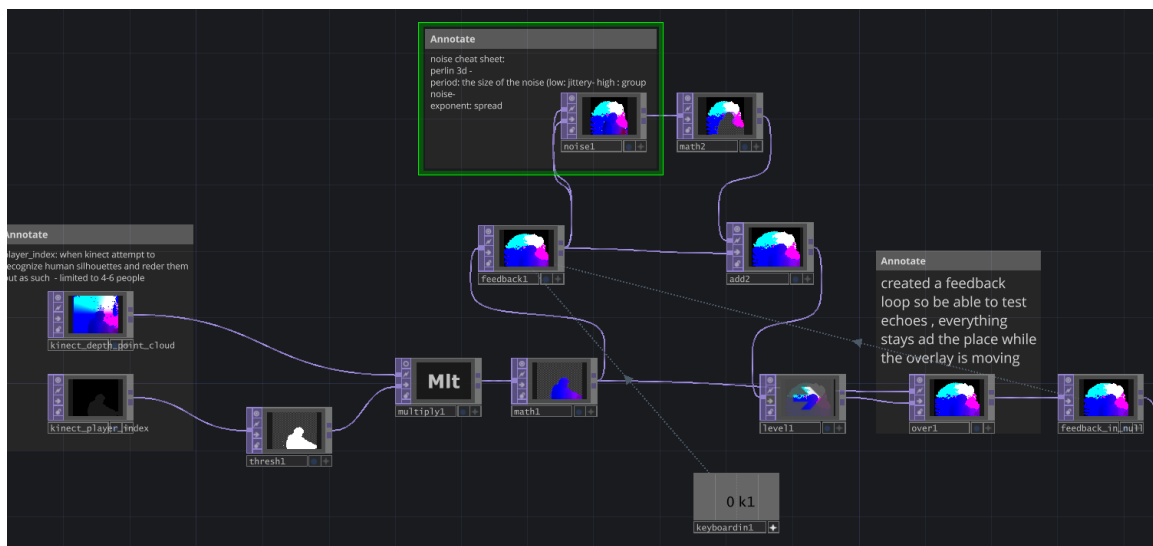 Annotate
noise cheat sheet:
perlin 3d -
period: the size of the noise (low: jittery- high : group
noise-
exponent: spread
noise1
math2
Annotate
player_index: when kinect attempt to
recognize human silhouettes and reder them
out as such - limited to 4-6 people
kinect_depth_point_cloud
kinect_player_index
thresh1
Mlt
multiply1
math1
feedback1
add2
Annotate
created a feedback
loop so be able to test
echoes , everything
stays ad the place while
the overlay is moving
level1
over1
feedback_in_null
0 k1
keyboardin1